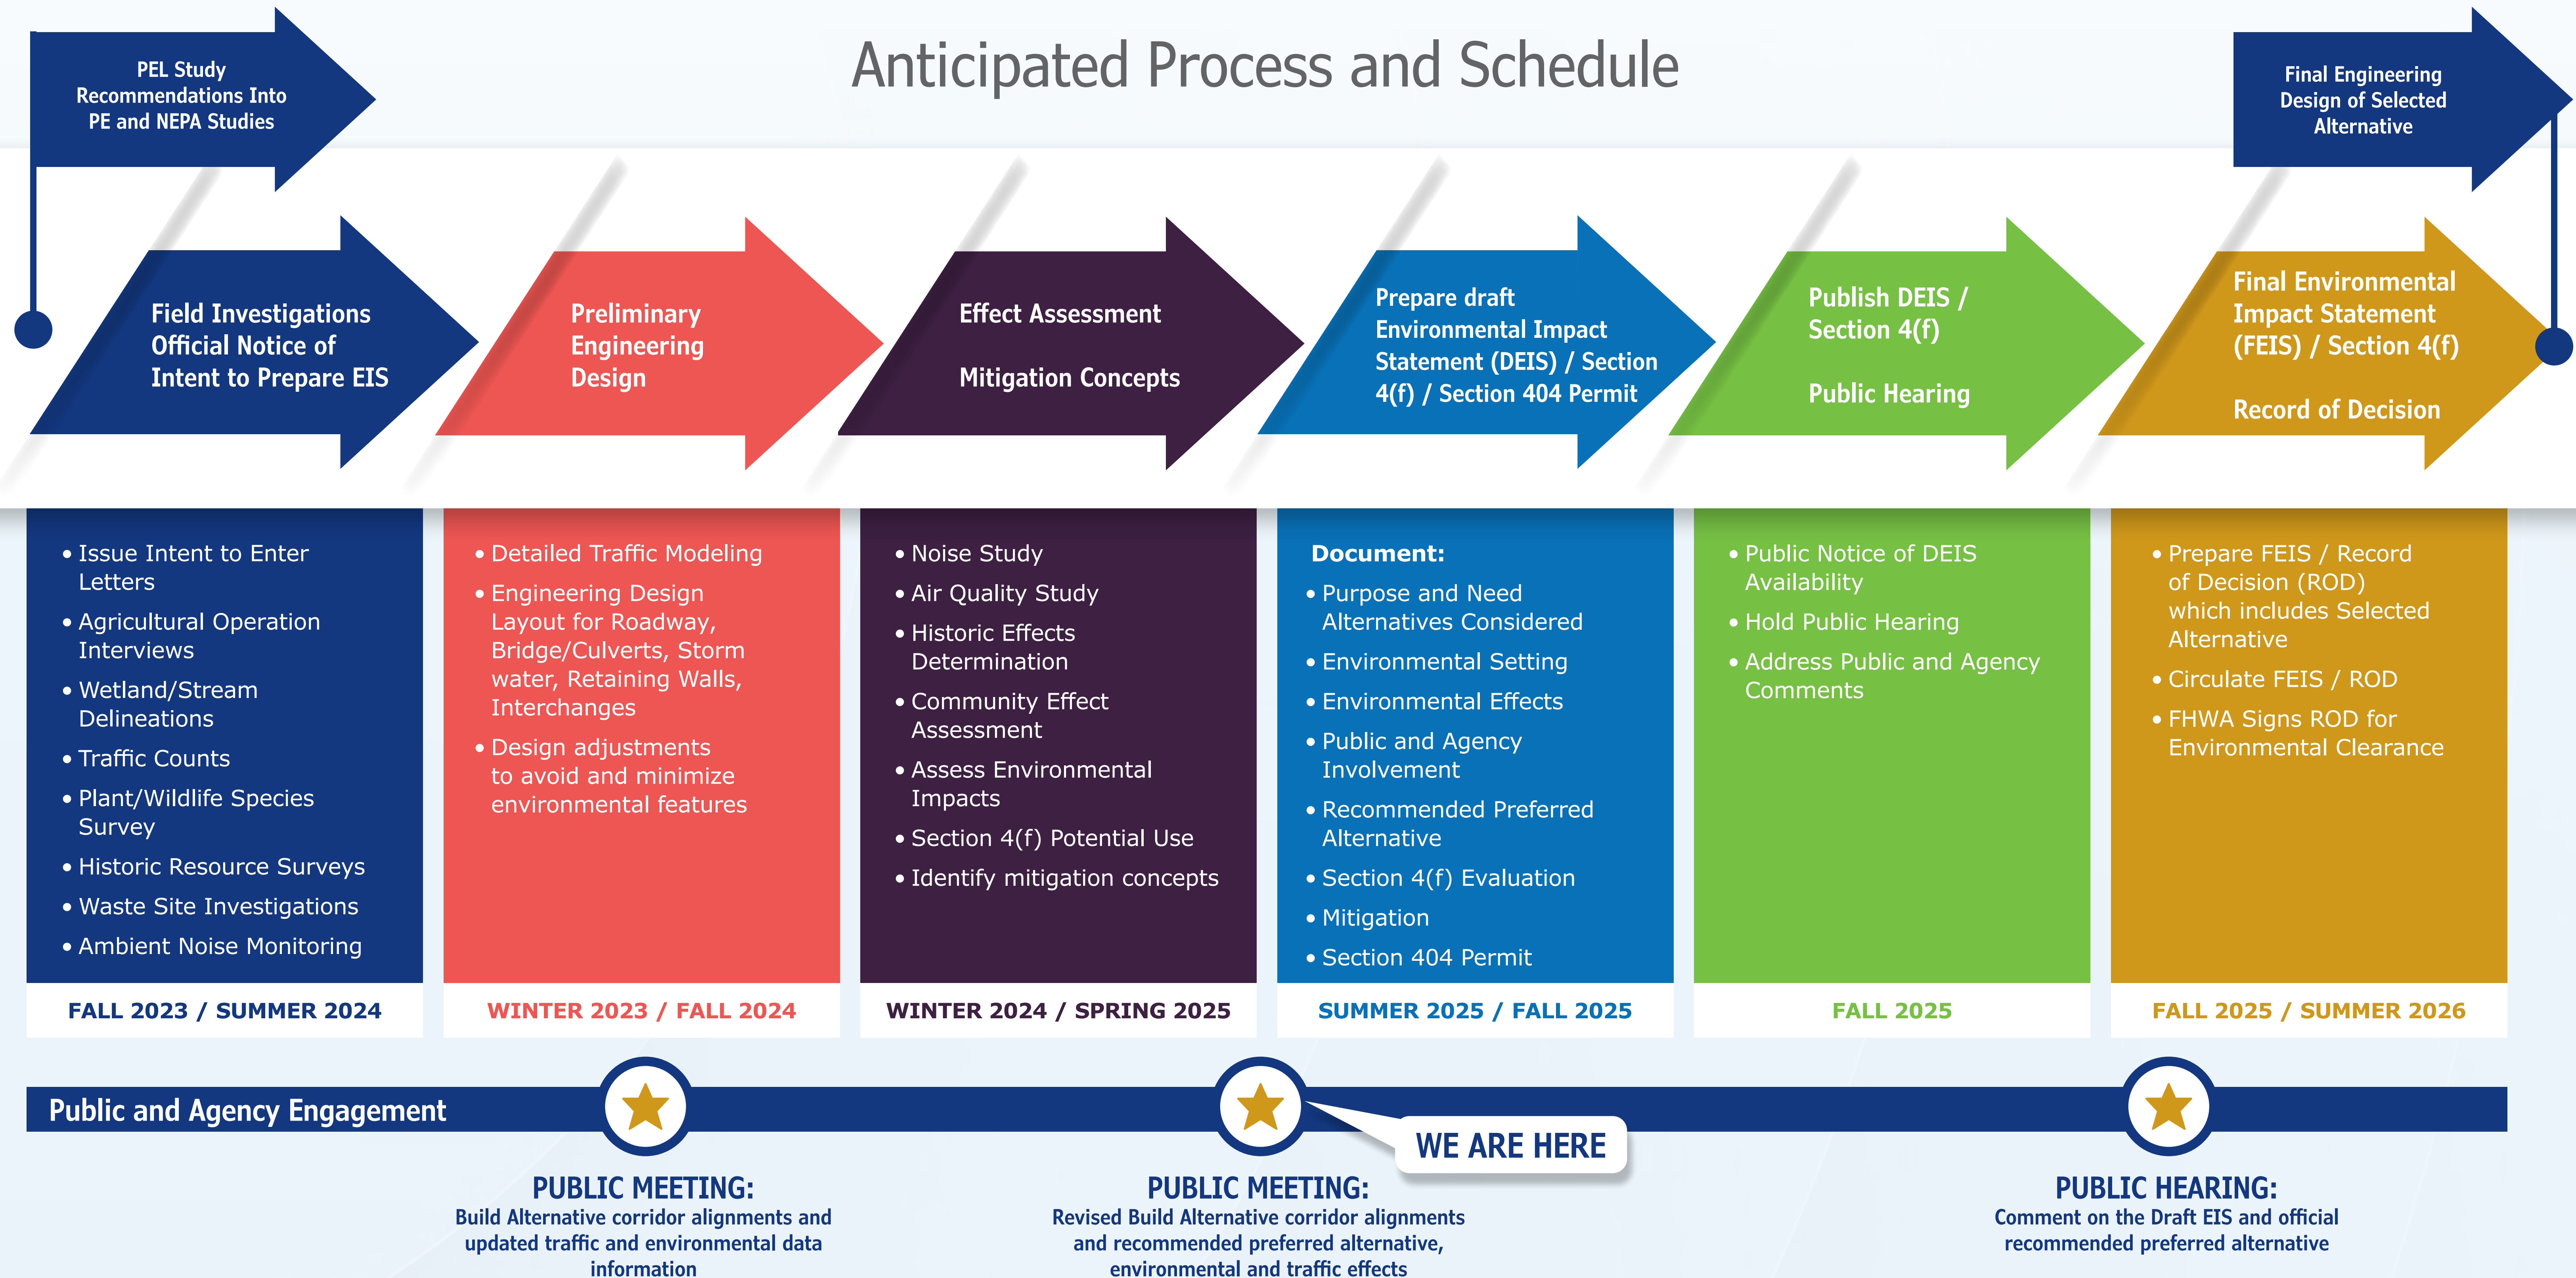 Anticipated Process and Schedule
PEL Study
Recommendations Into
PE and NEPA Studies
Final Engineering
Design of Selected
Alternative
Field Investigations
Official Notice of
Intent to Prepare EIS
Preliminary
Engineering
Design
Effect Assessment
Mitigation Concepts
Prepare draft
Environmental Impact
Statement (DEIS) / Section
4(f) / Section 404 Permit
Publish DEIS /
Section 4(f)
Public Hearing
Final Environmental
Impact Statement
(FEIS) / Section 4(f)
Record of Decision
• Issue Intent to Enter
Letters
• Agricultural Operation
Interviews
• Wetland/Stream
Delineations
• Traffic Counts
• Plant/Wildlife Species
Survey
• Historic Resource Surveys
• Waste Site Investigations
• Ambient Noise Monitoring
FALL 2023 / SUMMER 2024
• Detailed Traffic Modeling
• Engineering Design
Layout for Roadway,
Bridge/Culverts, Storm
water, Retaining Walls,
Interchanges
• Design adjustments
to avoid and minimize
environmental features
WINTER 2023 / FALL 2024
• Noise Study
• Air Quality Study
• Historic Effects
Determination
• Community Effect
Assessment
• Assess Environmental
Impacts
• Section 4(f) Potential Use
• Identify mitigation concepts
WINTER 2024 / SPRING 2025
Document:
• Purpose and Need
Alternatives Considered
• Environmental Setting
• Environmental Effects
• Public and Agency
Involvement
• Recommended Preferred
Alternative
• Section 4(f) Evaluation
• Mitigation
• Section 404 Permit
SUMMER 2025 / FALL 2025
• Public Notice of DEIS
Availability
• Hold Public Hearing
• Address Public and Agency
Comments
FALL 2025
• Prepare FEIS / Record
of Decision (ROD)
which includes Selected
Alternative
• Circulate FEIS / ROD
• FHWA Signs ROD for
Environmental Clearance
FALL 2025 / SUMMER 2026
Public and Agency Engagement
WE ARE HERE
PUBLIC MEETING:
Build Alternative corridor alignments and
updated traffic and environmental data
information
PUBLIC MEETING:
Revised Build Alternative corridor alignments
and recommended preferred alternative,
environmental and traffic effects
PUBLIC HEARING:
Comment on the Draft EIS and official
recommended preferred alternative